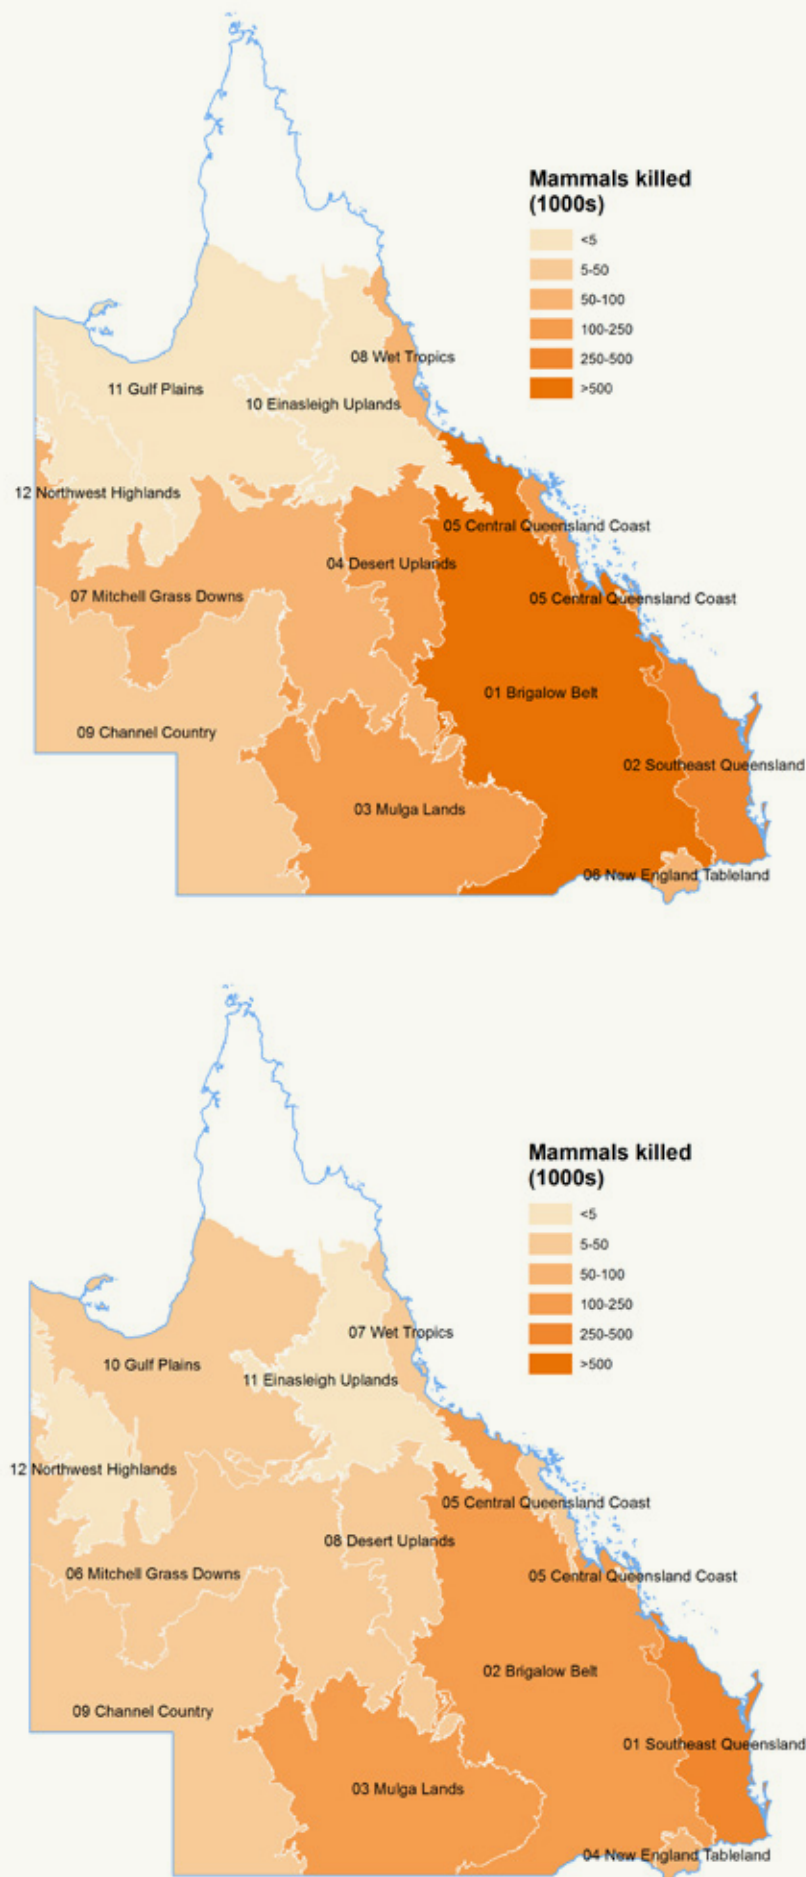 Mammals killed
(1000s)
<5
5-50
50-100
100-250
250-500
>500
08 Wet Tropics
11 Gulf Plains
10 Einasleigh Uplands
12 Northwest Highlands
05 Central Queensland Coast
04 Desert Uplands
07 Mitchell Grass Downs
05 Central Queensland Coast
01 Brigalow Belt
09 Channel Country
02 Southeast Queensland
03 Mulga Lands
06 New England Tableland
Mammals killed
(1000s)
<5
5-50
50-100
100-250
250-500
>500
07 Wet Tropics
10 Gulf Plains
11 Einasleigh Uplands
12 Northwest Highlands
05 Central Queensland Coast
08 Desert Uplands
06 Mitchell Grass Downs
05 Central Queensland Coast
02 Brigalow Belt
09 Channel Country
01 Southeast Queensland
03 Mulga Lands
04 New England Tableland